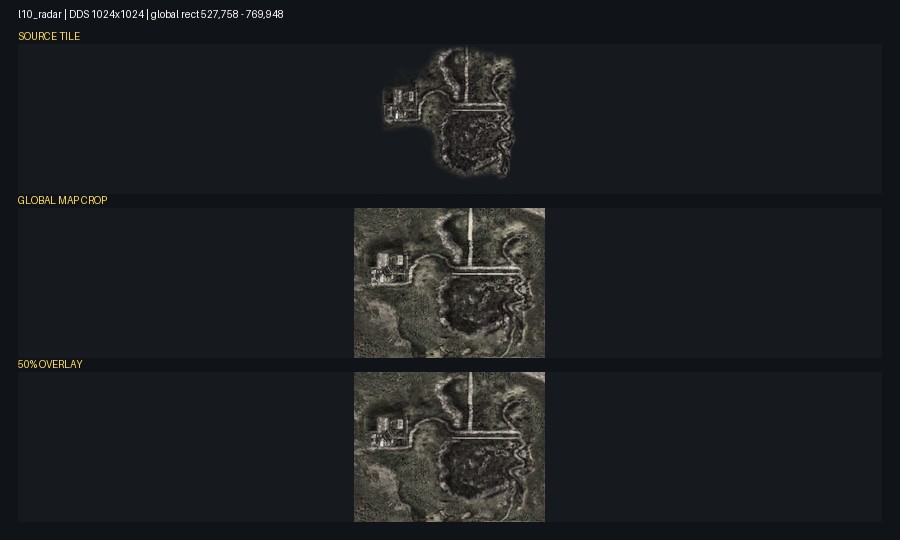 l10_radar | DDS 1024x1024 | global rect 527,758 - 769,948
SOURCE TILE
GLOBAL MAP CROP
50% OVERLAY